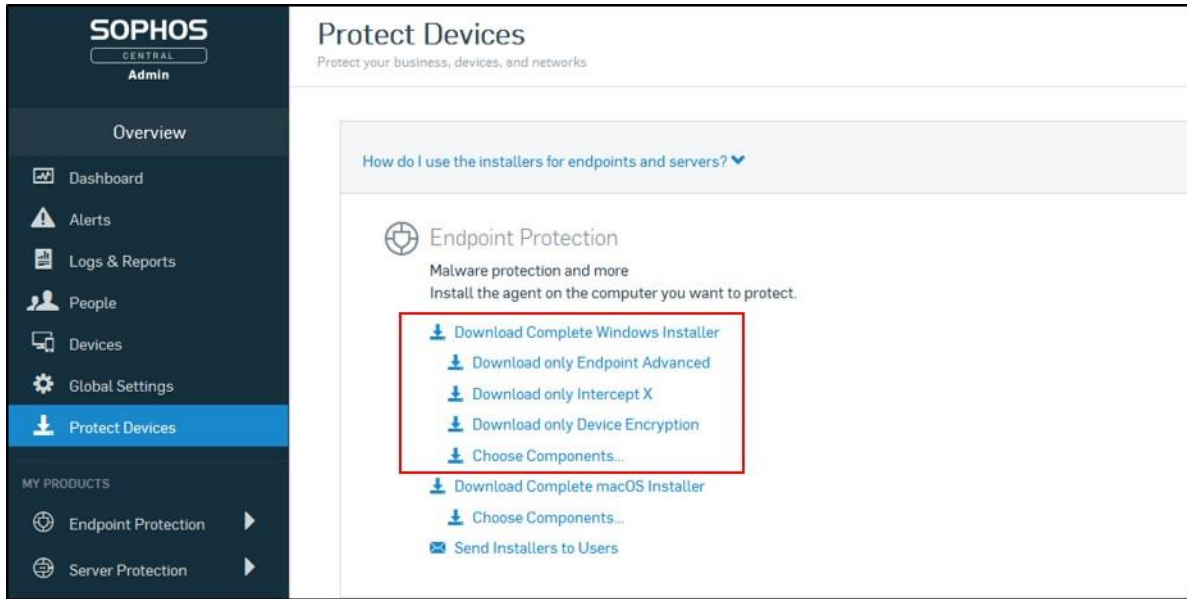 SOPHOS
CENTRAL
Admin
Overview
Dashboard
Alerts
Logs & Reports
People
Devices
Global Settings
Protect Devices
MY PRODUCTS
Endpoint Protection
Server Protection
Protect Devices
Protect your business, devices, and networks
How do I use the installers for endpoints and servers?
Endpoint Protection
Malware protection and more
Install the agent on the computer you want to protect.
Download Complete Windows Installer
Download only Endpoint Advanced
Download only Intercept X
Download only Device Encryption
Choose Components...
Download Complete macOS Installer
Choose Components...
Send Installers to Users